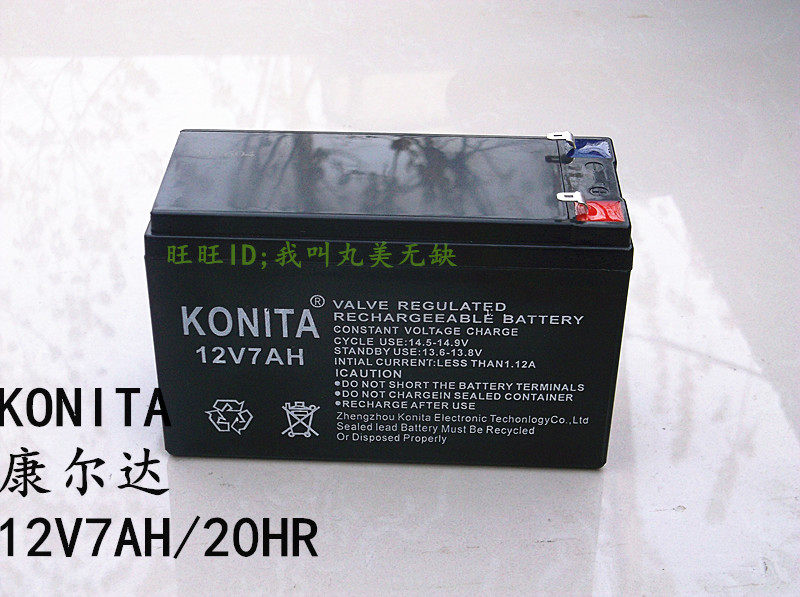 旺旺ID;我叫丸美无缺
KONITA®
12V7AH
VALVE REGULATED
RECHARGEEABLE BATTERY
CONSTANT VOLTAGE CHARGE
CYCLE USE:14.5-14.9V
STANDBY USE:13.6-13.8V
INTIAL CURRENT:LESS THAN1.12A
ICAUTION
●DO NOT SHORT THE BATTERY TERMINALS
●DO NOT CHARGEIN SEALED CONTAINER
●RECHARGE AFTER USE
Zhengzhou Konita Electronic TechonlogyCo.,Ltd
Sealed lead Battery Must Be Recycled
Or Disposed Properly
KONITA
康尔达
12V7AH/20HR